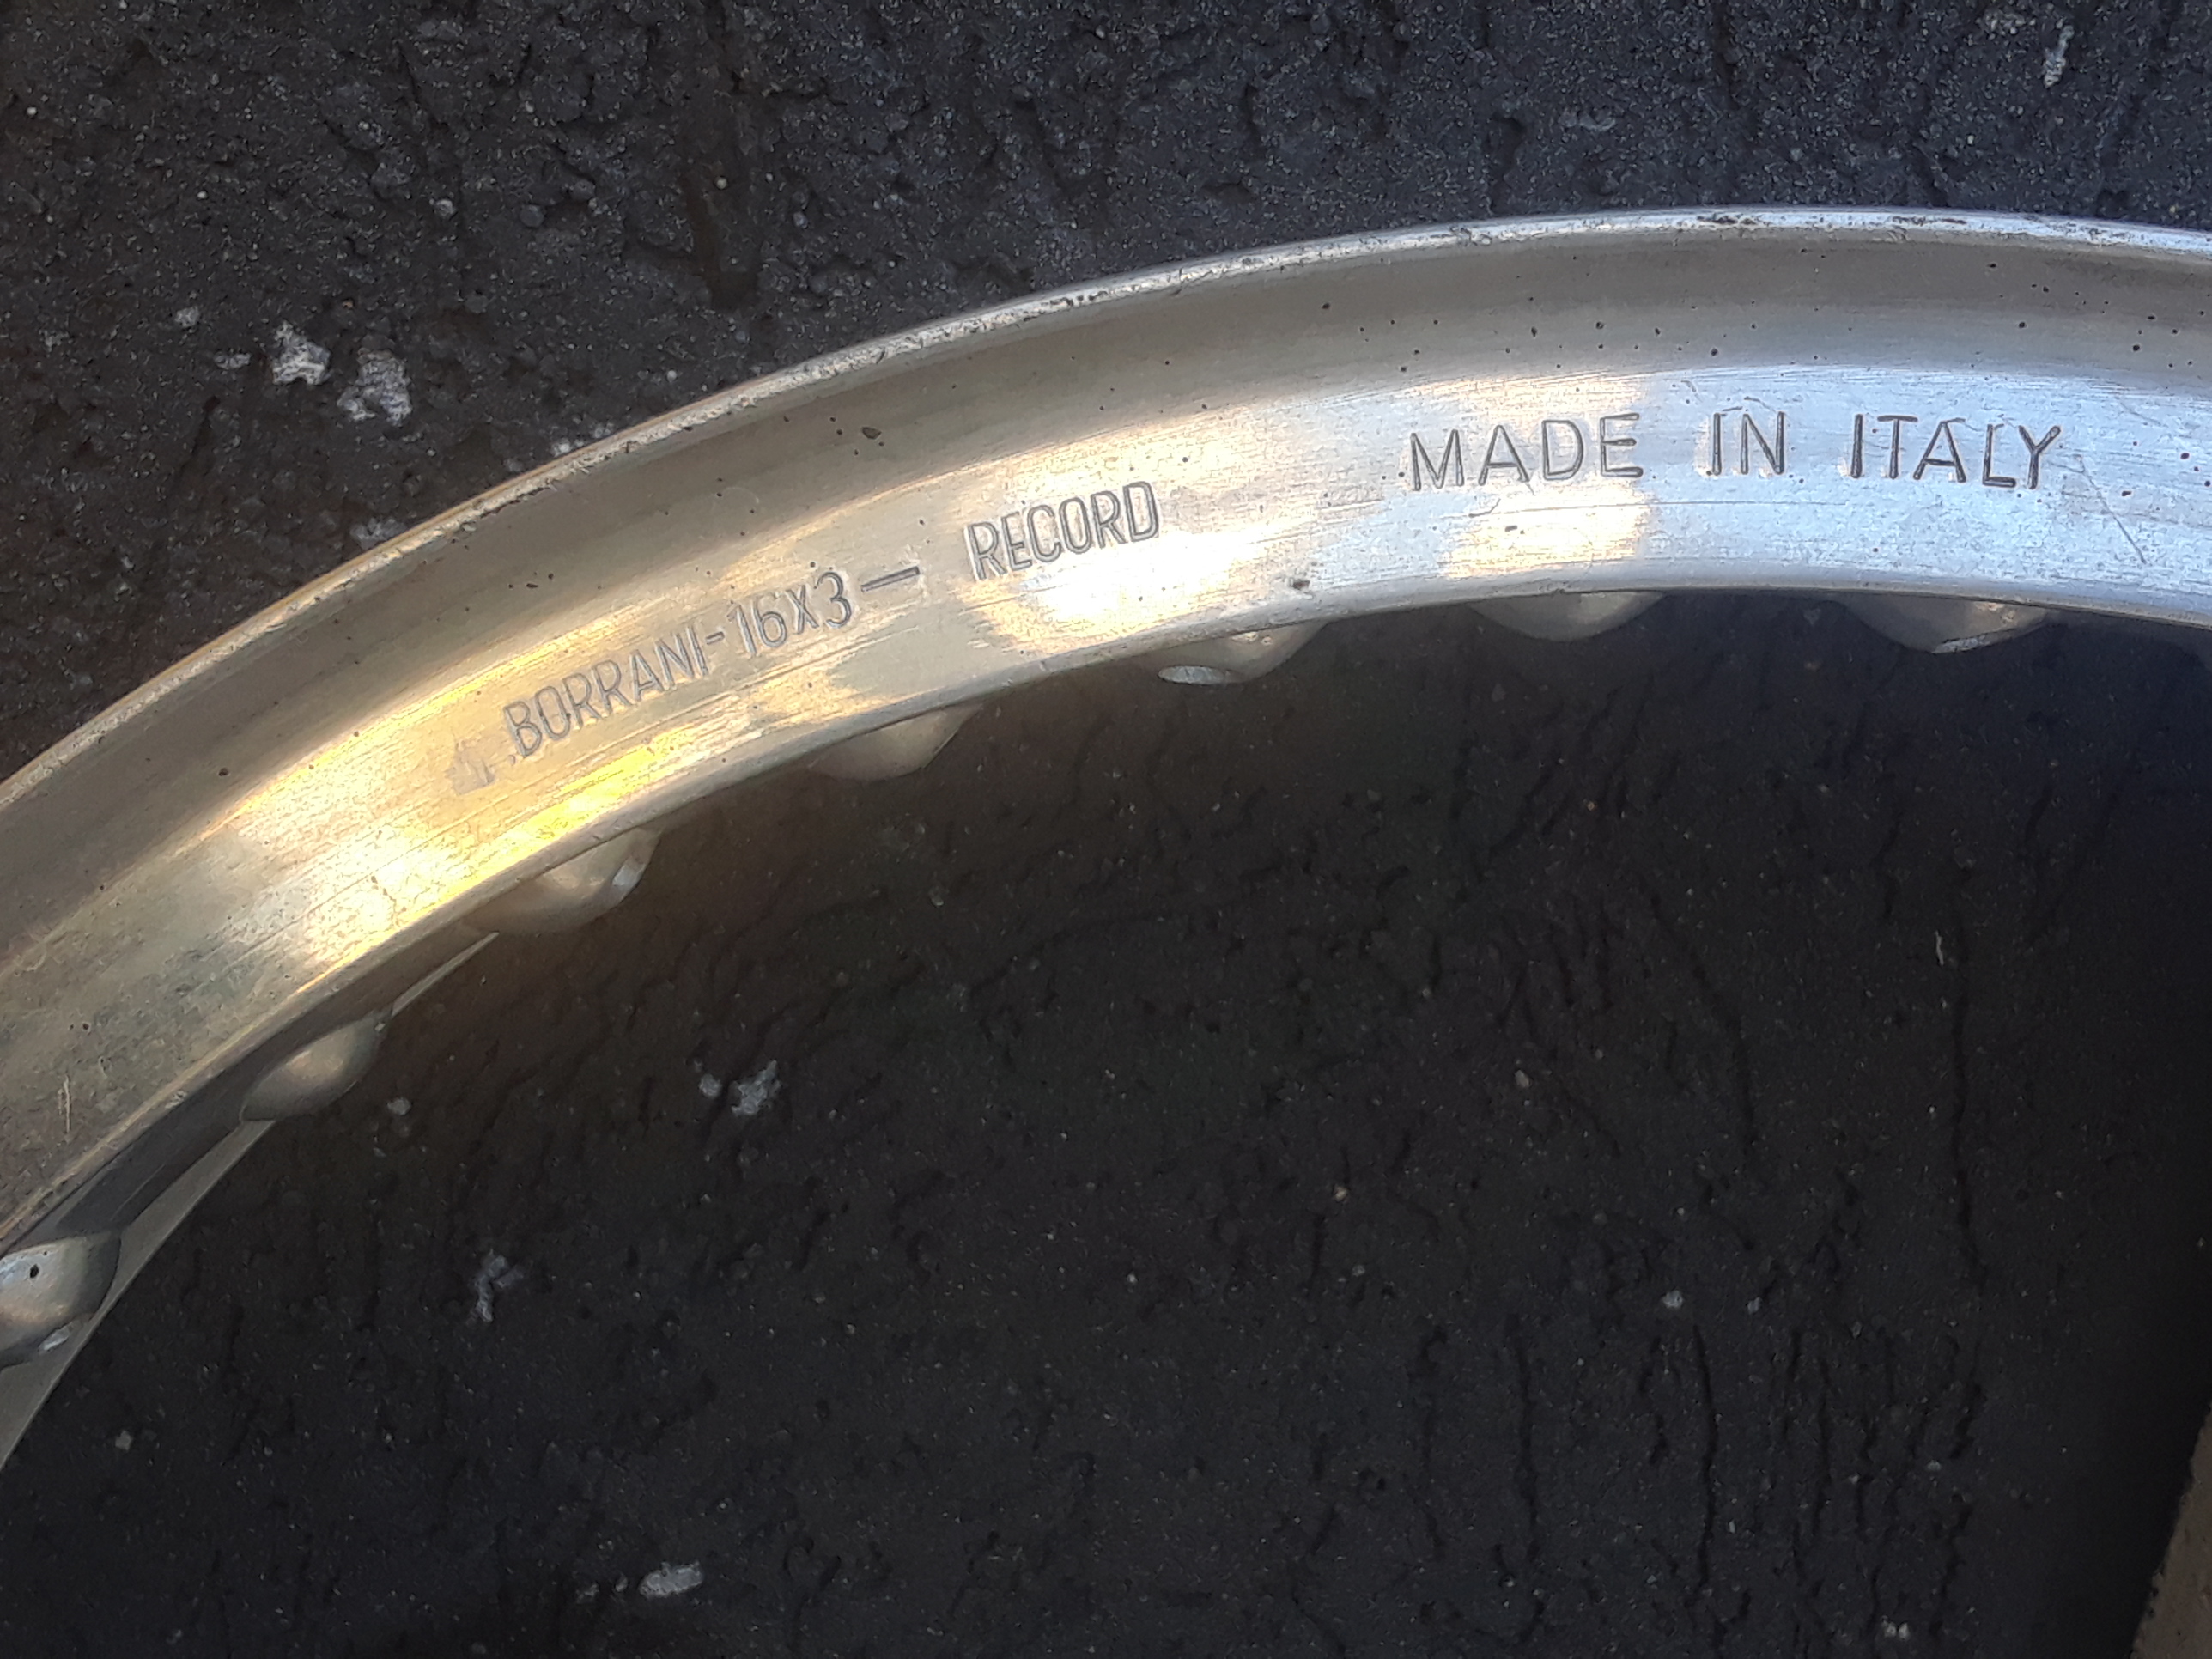 BORRANI-16X3— RECORD MADE IN ITALY